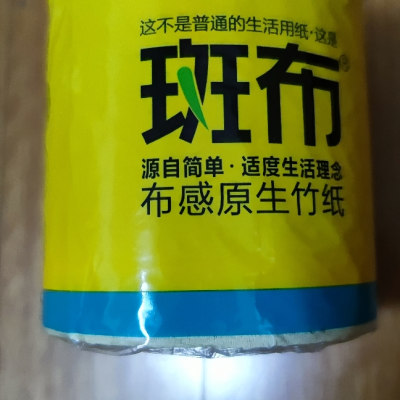 这不是普通的生活用纸·这是
斑布®
源自简单·适度生活理念
布感原生竹纸